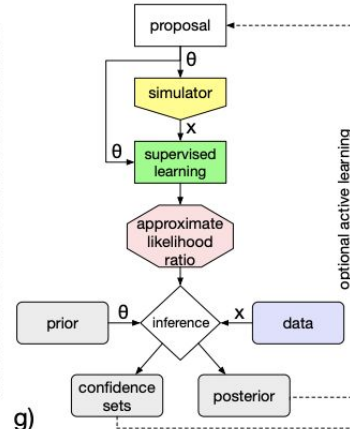 proposal
θ
simulator
x
θ
supervised
learning
approximate
likelihood
ratio
optional active learning
prior
θ
inference
x
data
confidence
sets
posterior
g)